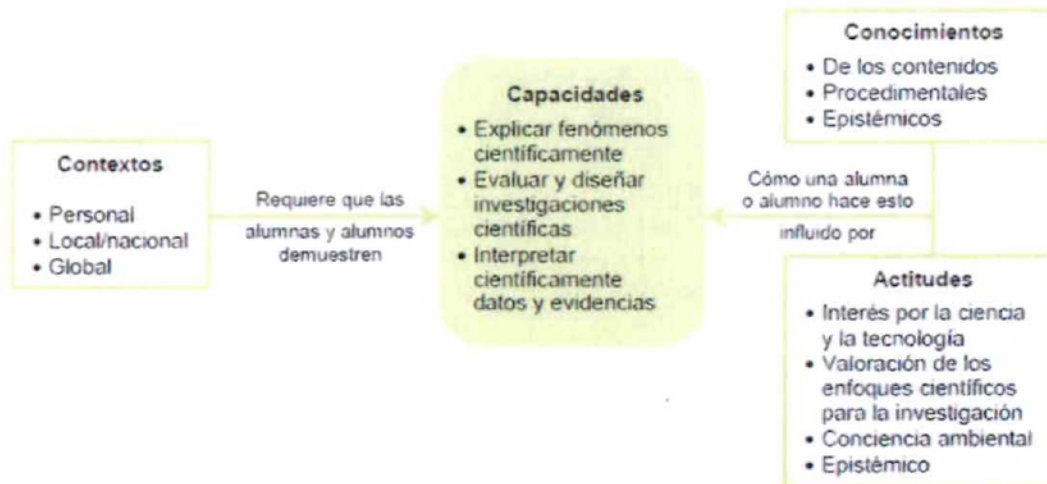 Contextos
• Personal
• Local/nacional
• Global
Requiere que las
alumnas y alumnos
demuestren
Capacidades
• Explicar fenómenos
científicamente
• Evaluar y diseñar
investigaciones
científicas
• Interpretar
científicamente
datos y evidencias
Cómo una alumna
o alumno hace esto
influido por
Conocimientos
• De los contenidos
• Procedimentales
• Epistémicos
Actitudes
• Interés por la ciencia
y la tecnología
• Valoración de los
enfoques científicos
para la investigación
• Conciencia ambiental
• Epistémico